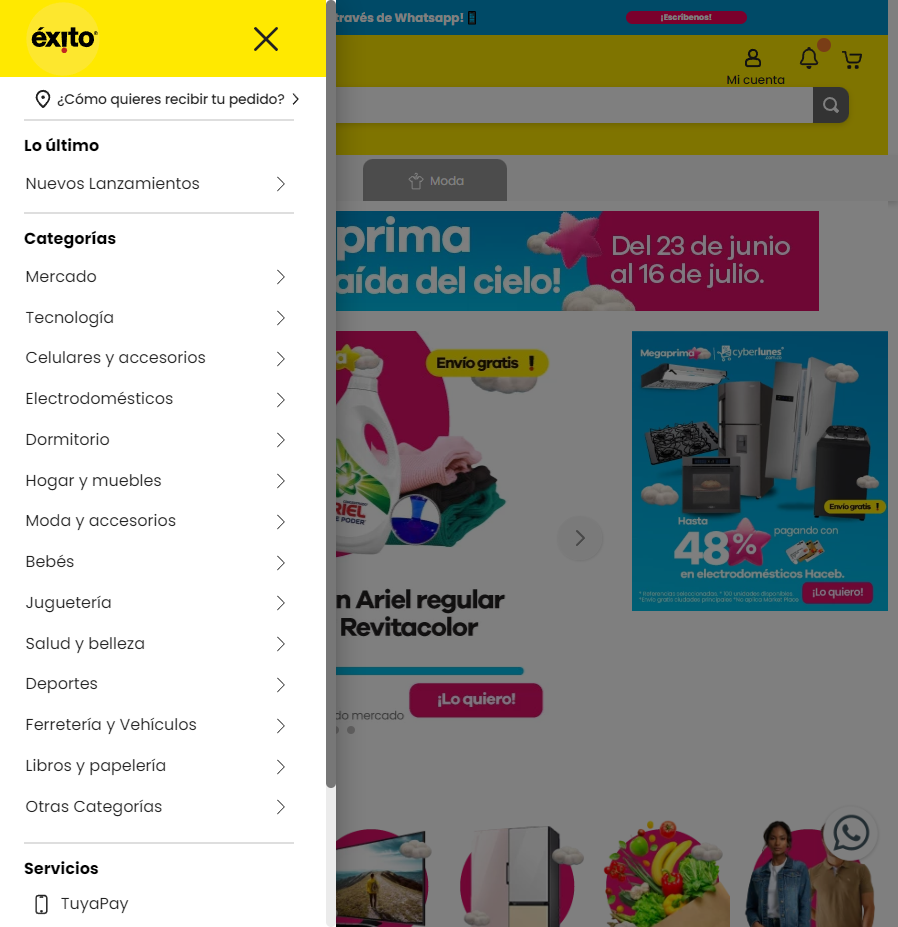 éxito
¿Cómo quieres recibir tu pedido?
Lo último
Nuevos Lanzamientos
Categorías
Mercado
Tecnología
Celulares y accesorios
Electrodomésticos
Dormitorio
Hogar y muebles
Moda y accesorios
Bebés
Juguetería
Salud y belleza
Deportes
Ferretería y Vehículos
Libros y papelería
Otras Categorías
Servicios
TuyaPay
través de Whatsapp!
¡Escríbenos!
Mi cuenta
Moda
prima
aída del cielo!
Del 23 de junio
al 16 de julio.
Envío gratis
RIEL
PODER
n Ariel regular
Revitacolor
¡Lo quiero!
do mercado
Megaprima
cyberlunes
Envío gratis
Hasta
48%
pagando con
en electrodomésticos Haceb.
¡Lo quiero!